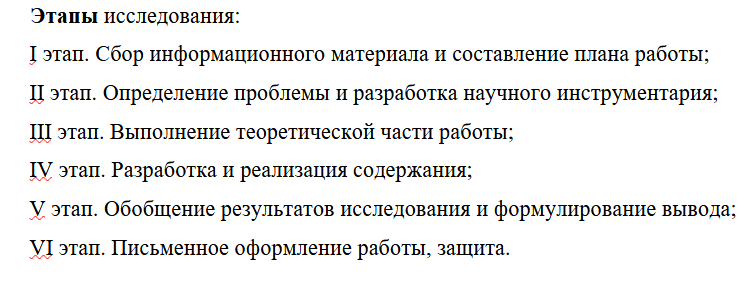 Этапы исследования:
I этап. Сбор информационного материала и составление плана работы;
II этап. Определение проблемы и разработка научного инструментария;
III этап. Выполнение теоретической части работы;
IV этап. Разработка и реализация содержания;
V этап. Обобщение результатов исследования и формулирование вывода;
VI этап. Письменное оформление работы, защита.